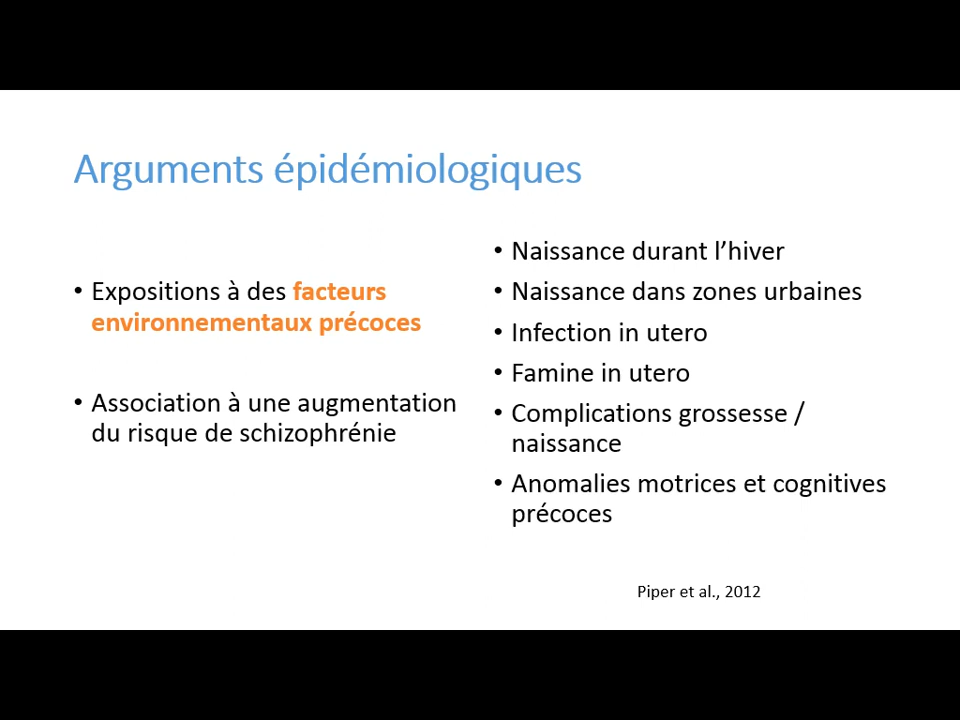 Arguments épidémiologiques
• Expositions à des facteurs
environnementaux précoces
• Association à une augmentation
du risque de schizophrénie
• Naissance durant l’hiver
• Naissance dans zones urbaines
• Infection in utero
• Famine in utero
• Complications grossesse /
naissance
• Anomalies motrices et cognitives
précoces
Piper et al., 2012